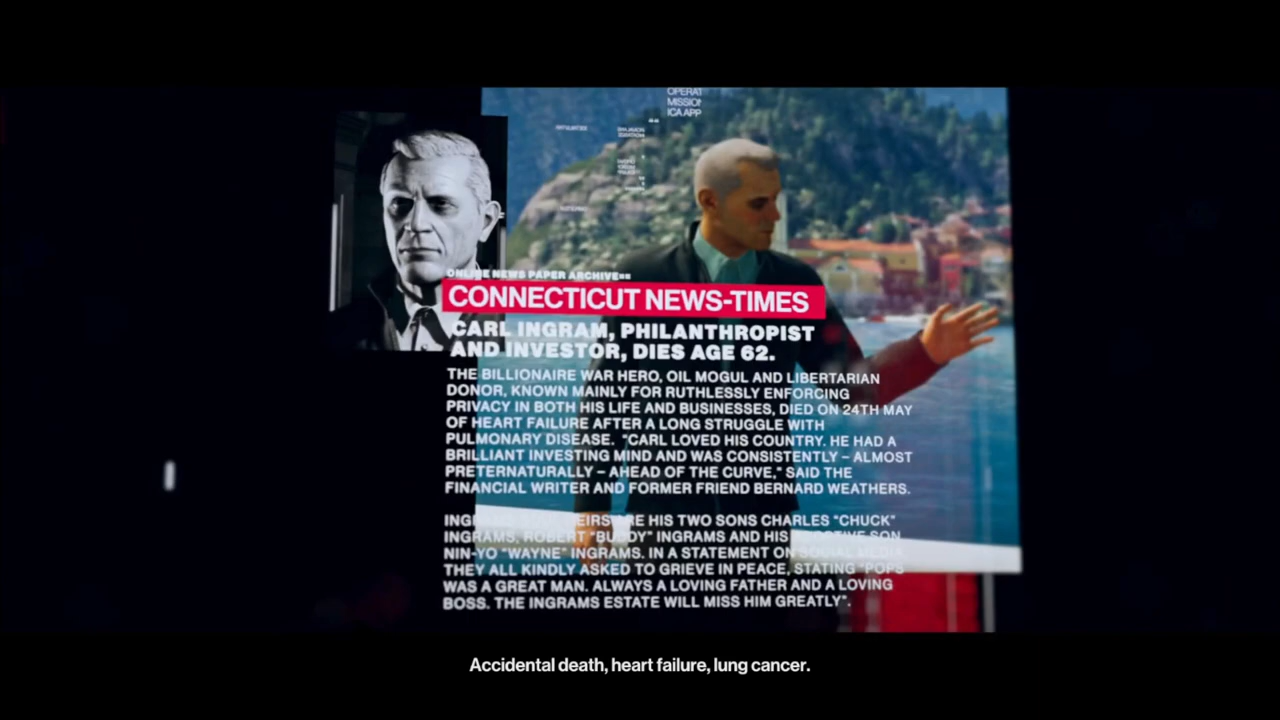 OPERAT
MISSION
ICA.APP
ONLINE NEWS PAPER ARCHIVE==
CONNECTICUT NEWS-TIMES
CARL INGRAM, PHILANTHROPIST
AND INVESTOR, DIES AGE 62.
THE BILLIONAIRE WAR HERO, OIL MOGUL AND LIBERTARIAN
DONOR, KNOWN MAINLY FOR RUTHLESSLY ENFORCING
PRIVACY IN BOTH HIS LIFE AND BUSINESSES, DIED ON 24TH MAY
OF HEART FAILURE AFTER A LONG STRUGGLE WITH
PULMONARY DISEASE. "CARL LOVED HIS COUNTRY. HE HAD A
BRILLIANT INVESTING MIND AND WAS CONSISTENTLY – ALMOST
PRETERNATURALLY – AHEAD OF THE CURVE," SAID THE
FINANCIAL WRITER AND FORMER FRIEND BERNARD WEATHERS.
ARE HIS TWO SONS CHARLES "CHUCK"
INGRAMS, ROBERT "BUDDY" INGRAMS AND HIS SON
NIN-YO "WAYNE" INGRAMS. IN A STATEMENT ON SOCIAL MEDIA,
THEY ALL KINDLY ASKED TO GRIEVE IN PEACE, STATING "POPS
WAS A GREAT MAN. ALWAYS A LOVING FATHER AND A LOVING
BOSS. THE INGRAMS ESTATE WILL MISS HIM GREATLY".
Accidental death, heart failure, lung cancer.